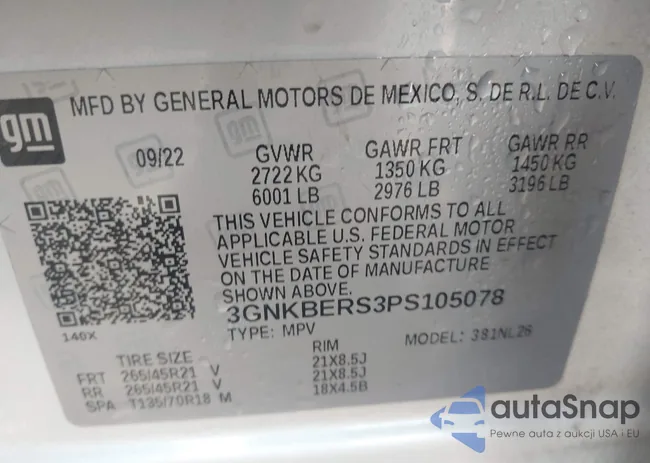 gm
MFD BY GENERAL MOTORS DE MEXICO, S. DE R.L. DE C.V.
09/22 GVWR GAWR FRT GAWR RR
2722 KG 1350 KG 1450 KG
6001 LB 2976 LB 3196 LB
THIS VEHICLE CONFORMS TO ALL
APPLICABLE U.S. FEDERAL MOTOR
VEHICLE SAFETY STANDARDS IN EFFECT
ON THE DATE OF MANUFACTURE
3GNKBERS3PS105078
140X
TYPE: MPV MODEL: 381NL26
TIRE SIZE RIM
FRT 265/45R21 V 21X8.5J
RR 265/45R21 V 21X8.5J
SPA T135/70R18 M 18X4.5B
autaSnap
Pewne auta z aukcji USA i EU